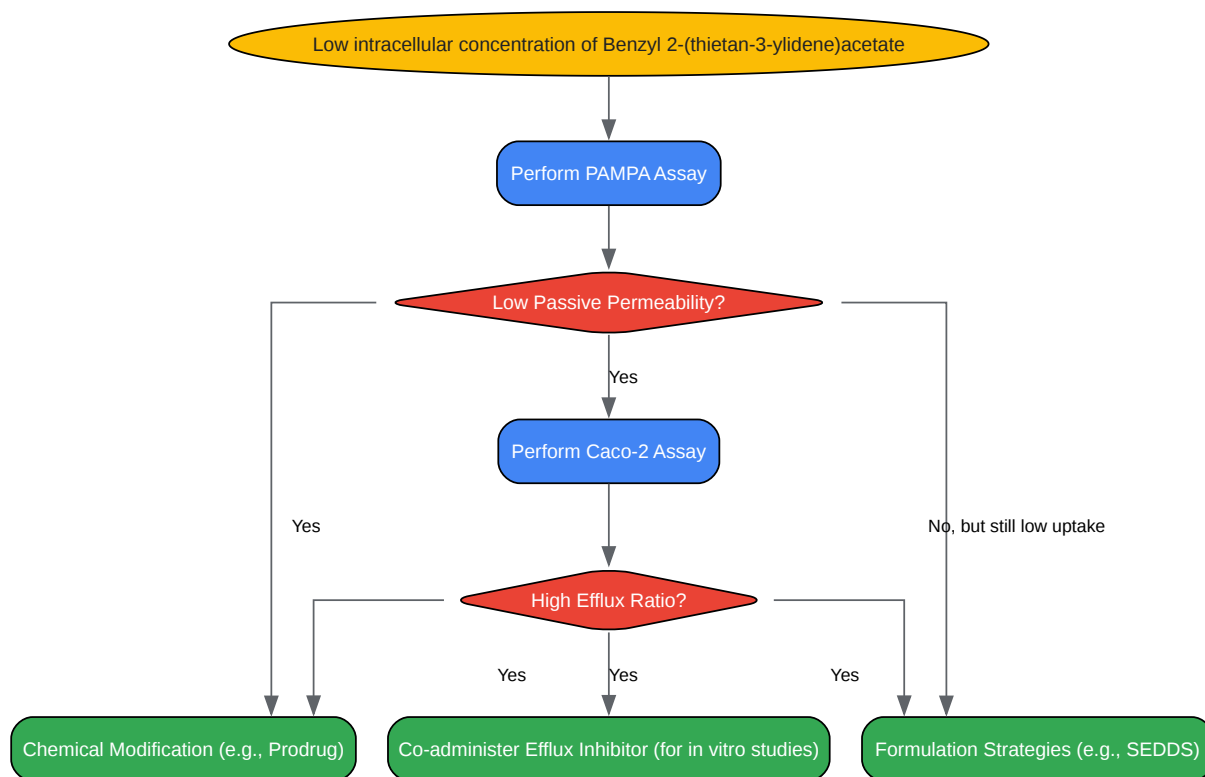 Low intracellular concentration of Benzyl 2-(thietan-3-ylidene)acetate
Perform PAMPA Assay
Low Passive Permeability?
Yes
Perform Caco-2 Assay
Yes
No, but still low uptake
High Efflux Ratio?
Yes
Yes
Yes
Chemical Modification (e.g., Prodrug)
Co-administer Efflux Inhibitor (for in vitro studies)
Formulation Strategies (e.g., SEDDS)